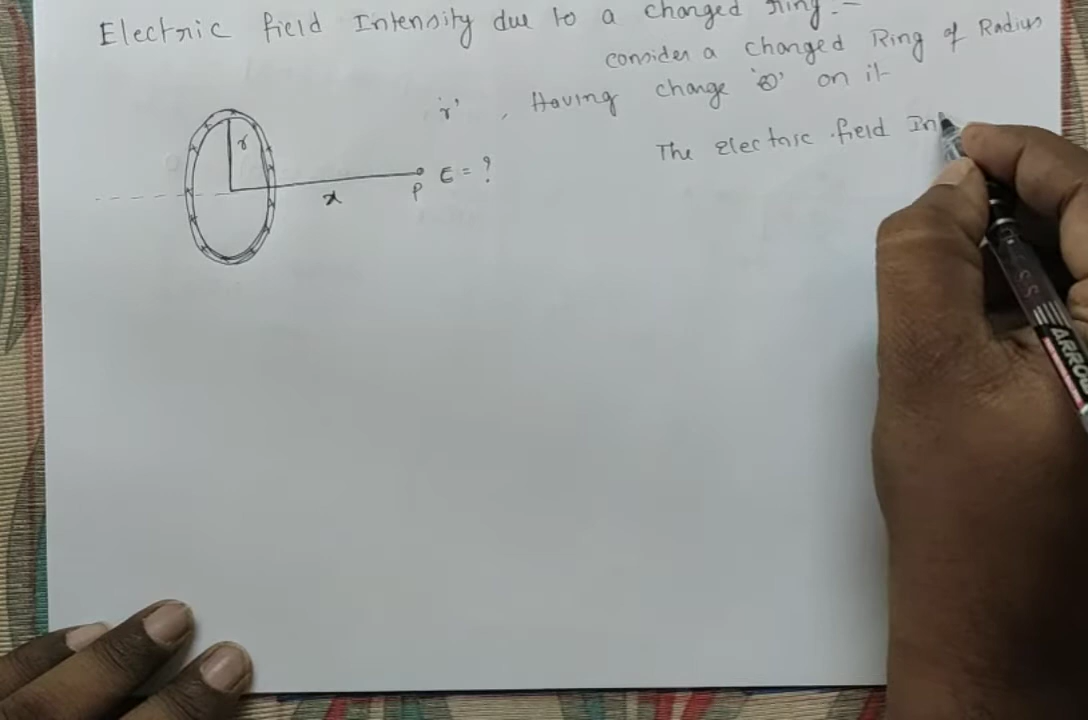 Electric field Intensity due to a charged ring:-
consider a charged Ring of Radius
'r', Having charge 'Q' on it
The Electric field In
r
x
P
E = ?
ARRO